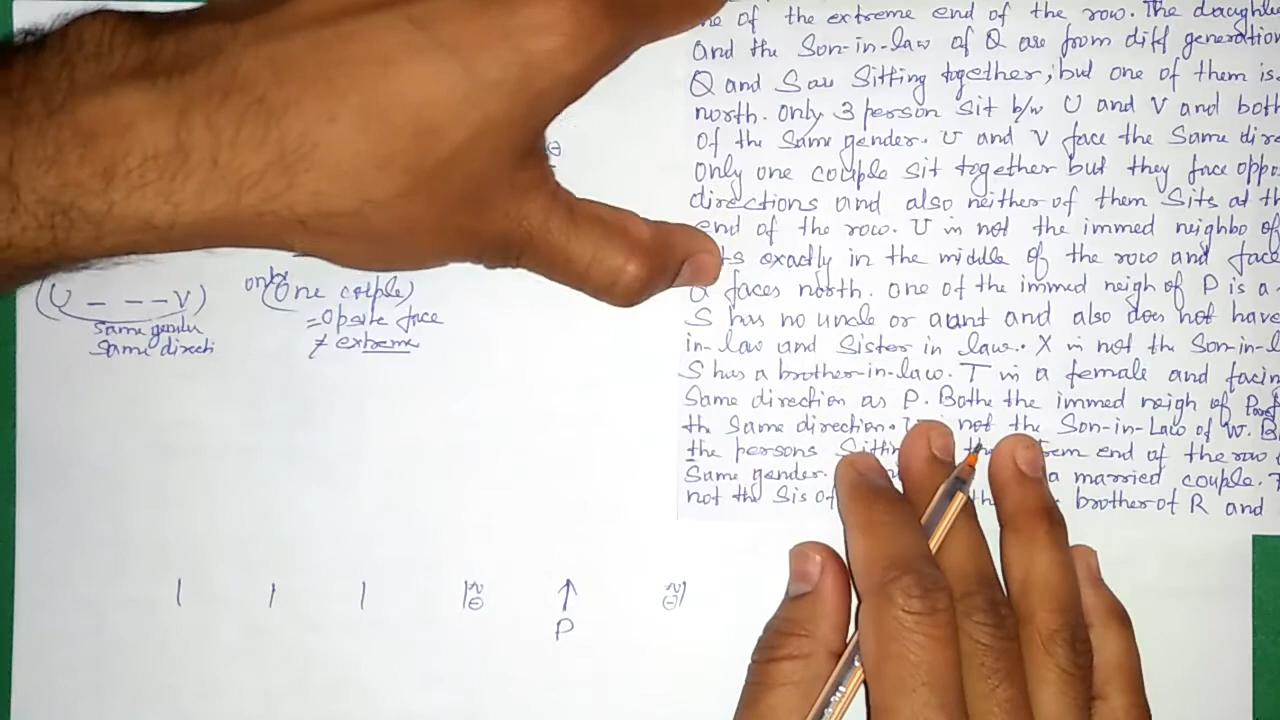 of the extreme end of the row. The daughte
and the Son-in-law of Q are from diff generation
Q and S are Sitting together, but one of them is
north. only 3 person sit b/w U and V and both
of the Same gender. U and V face the Same dire
only one couple sit together but they face oppo
directions and also neither of them sits at th
end of the row. U is not the immed neighbo of
ts exactly in the middle of the row and face
Q faces north. one of the immed neigh of P is a
S has no uncle or aunt and also does not have
in-law and Sister in law. X is not the Son-in-l
S has a brother-in-law. T is a female and facin
Same direction as P. Bothe the immed neigh of P
the Same direction. not the Son-in-Law of W. B
the persons Sittin end of the row
Same gender. a married couple.
not the Sis of brother of R and
(U - - - V)
Same gender
Same directi
only
(One couple)
= Oposite face
≠ extreme
P